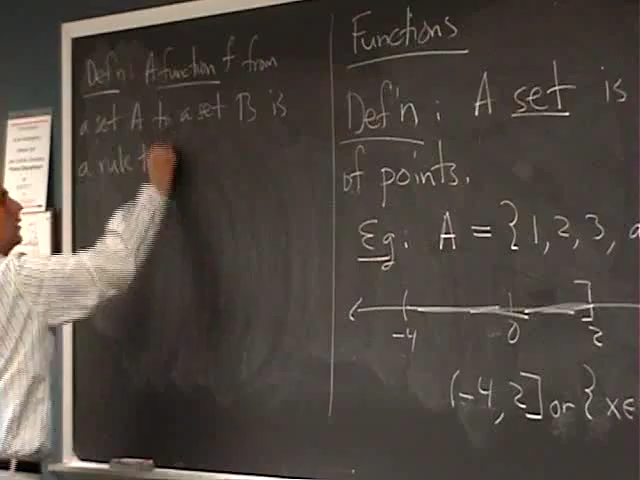 Def'n: A function f from
a set A to a set B is
a rule t
Functions
Def'n: A set is
of points.
Eg: A = {1, 2, 3, a
-4 0 2
(-4, 2] or { x ∈